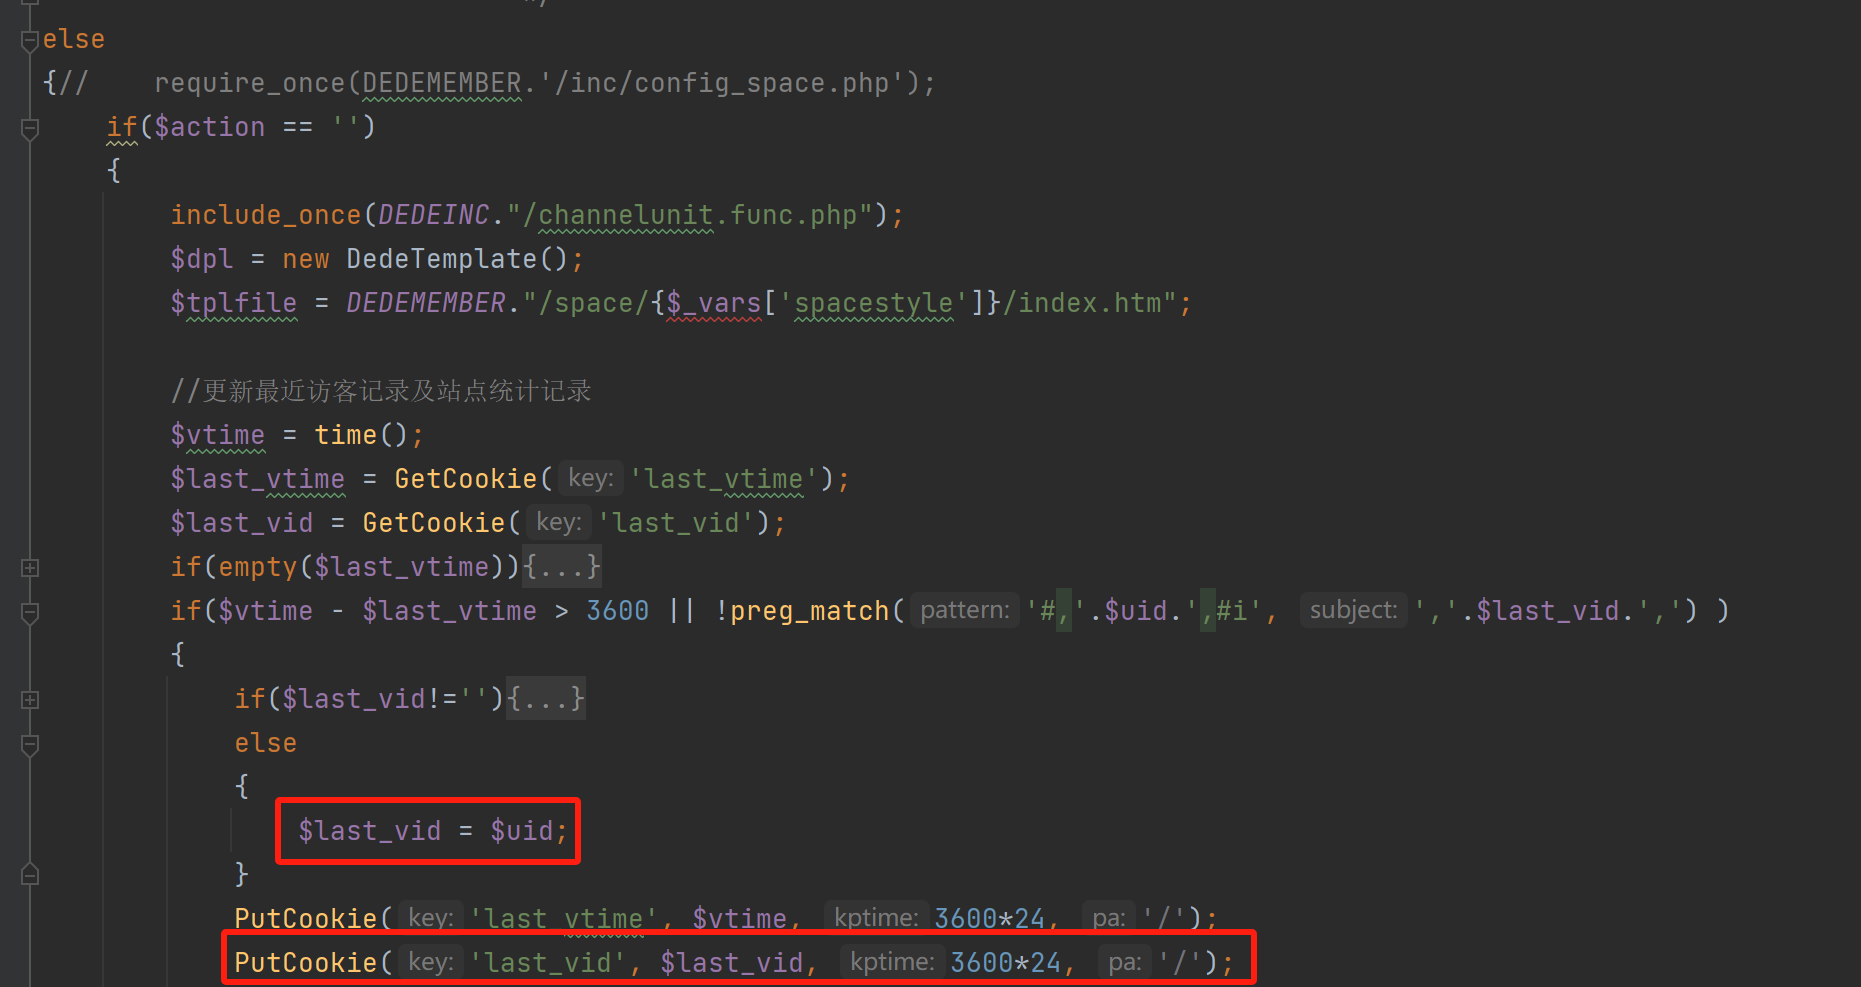 else
{//    require_once(DEDEMEMBER.'/inc/config_space.php');
if($action == '')
{
include_once(DEDEINC."/channelunit.func.php");
$dpl = new DedeTemplate();
$tplfile = DEDEMEMBER."/space/{$_vars['spacestyle']}/index.htm";
//更新最近访客记录及站点统计记录
$vtime = time();
$last_vtime = GetCookie( key: 'last_vtime');
$last_vid = GetCookie( key: 'last_vid');
if(empty($last_vtime)){...}
if($vtime - $last_vtime > 3600 || !preg_match( pattern: '#,'.$uid.',#i', subject: ','.$last_vid.',') )
{
if($last_vid!=''){...}
else
{
$last_vid = $uid;
}
PutCookie( key: 'last_vtime', $vtime, kptime: 3600*24, pa: '/');
PutCookie( key: 'last_vid', $last_vid, kptime: 3600*24, pa: '/');